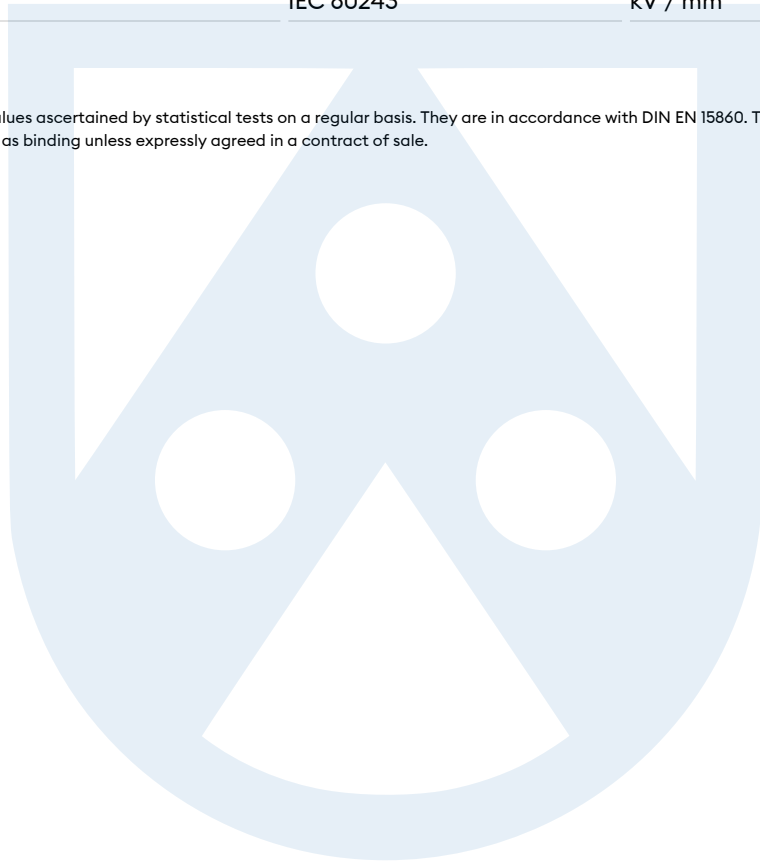 IEC 60243 kV / mm
lues ascertained by statistical tests on a regular basis. They are in accordance with DIN EN 15860. T
as binding unless expressly agreed in a contract of sale.